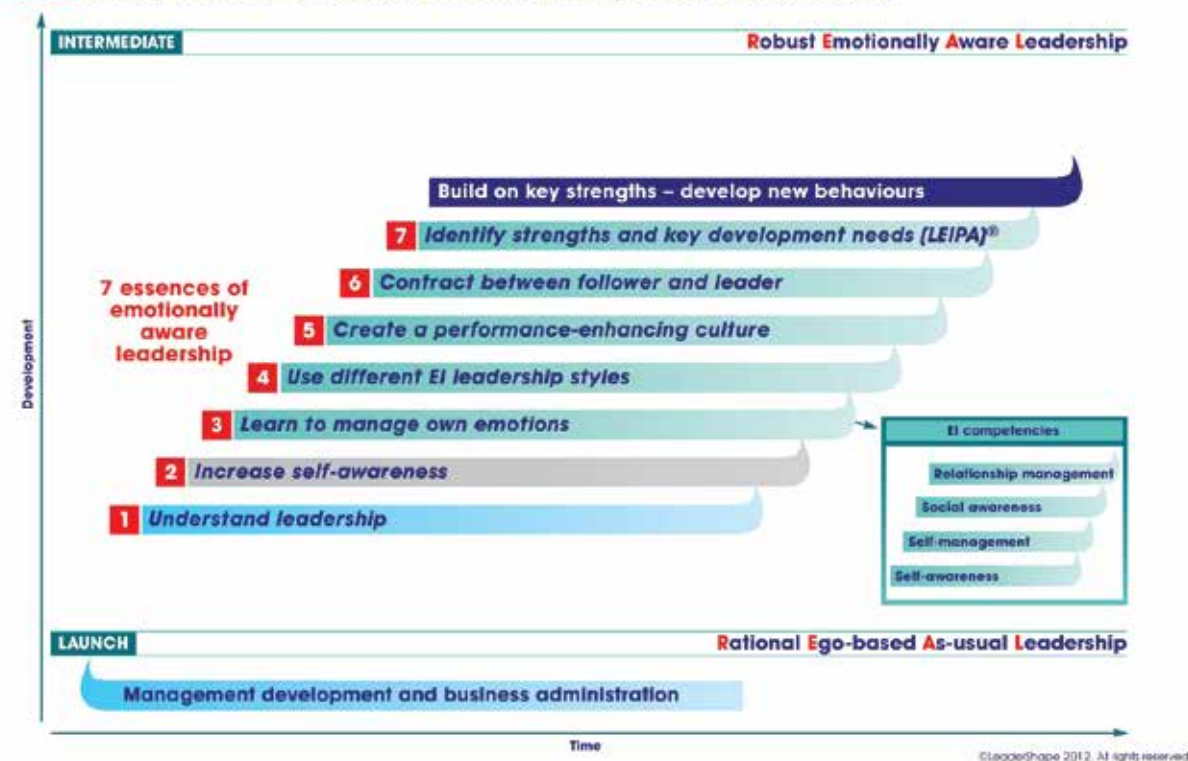 INTERMEDIATE
Robust Emotionally Aware Leadership
Build on key strengths – develop new behaviours
7 Identify strengths and key development needs (LEIPA)®
6 Contract between follower and leader
7 essences of
emotionally
aware
leadership
5 Create a performance-enhancing culture
4 Use different EI leadership styles
3 Learn to manage own emotions
2 Increase self-awareness
1 Understand leadership
EI competencies
Relationship management
Social awareness
Self-management
Self-awareness
Development
LAUNCH
Rational Ego-based As-usual Leadership
Management development and business administration
Time
©LeaderShape 2012. All rights reserved